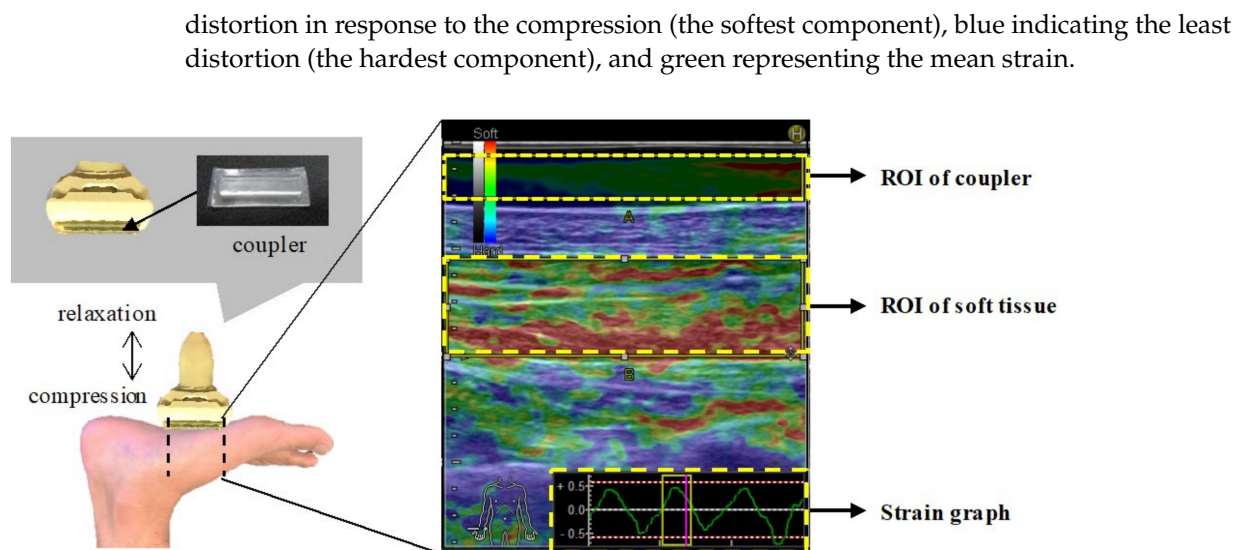 distortion in response to the compression (the softest component), blue indicating the least
distortion (the hardest component), and green representing the mean strain.
Soft
H
ROI of coupler
A
coupler
Hard
relaxation
ROI of soft tissue
compression
B
+ 0.5
0.0
- 0.5
Strain graph